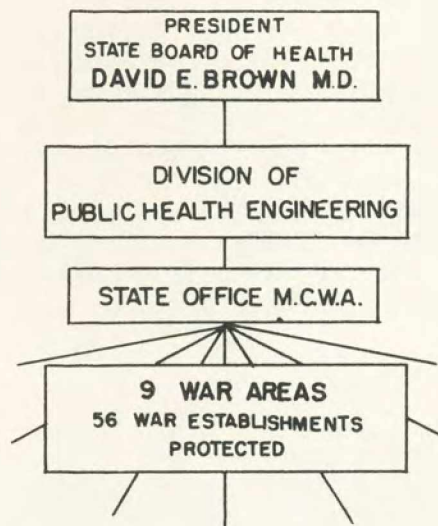 PRESIDENT
STATE BOARD OF HEALTH
DAVID E. BROWN M.D.
DIVISION OF
PUBLIC HEALTH ENGINEERING
STATE OFFICE M.C.W.A.
9 WAR AREAS
56 WAR ESTABLISHMENTS
PROTECTED